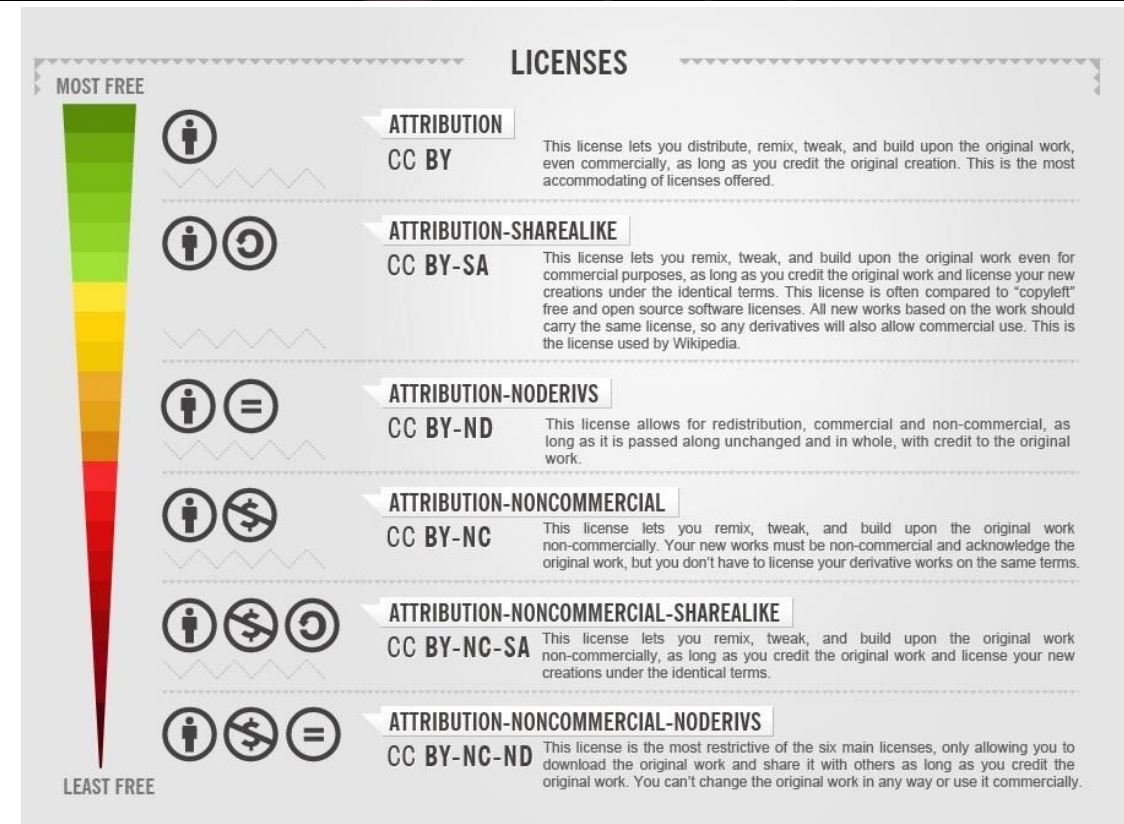 LICENSES
MOST FREE
ATTRIBUTION
CC BY
This license lets you distribute, remix, tweak, and build upon the original work,
even commercially, as long as you credit the original creation. This is the most
accommodating of licenses offered.
ATTRIBUTION-SHAREALIKE
CC BY-SA
This license lets you remix, tweak, and build upon the original work even for
commercial purposes, as long as you credit the original work and license your new
creations under the identical terms. This license is often compared to “copyleft”
free and open source software licenses. All new works based on the work should
carry the same license, so any derivatives will also allow commercial use. This is
the license used by Wikipedia.
ATTRIBUTION-NODERIVS
CC BY-ND
This license allows for redistribution, commercial and non-commercial, as
long as it is passed along unchanged and in whole, with credit to the original
work.
ATTRIBUTION-NONCOMMERCIAL
CC BY-NC
This license lets you remix, tweak, and build upon the original work
non-commercially. Your new works must be non-commercial and acknowledge the
original work, but you don’t have to license your derivative works on the same terms.
ATTRIBUTION-NONCOMMERCIAL-SHAREALIKE
CC BY-NC-SA
This license lets you remix, tweak, and build upon the original work
non-commercially, as long as you credit the original work and license your new
creations under the identical terms.
ATTRIBUTION-NONCOMMERCIAL-NODERIVS
CC BY-NC-ND
This license is the most restrictive of the six main licenses, only allowing you to
download the original work and share it with others as long as you credit the
original work. You can’t change the original work in any way or use it commercially.
LEAST FREE